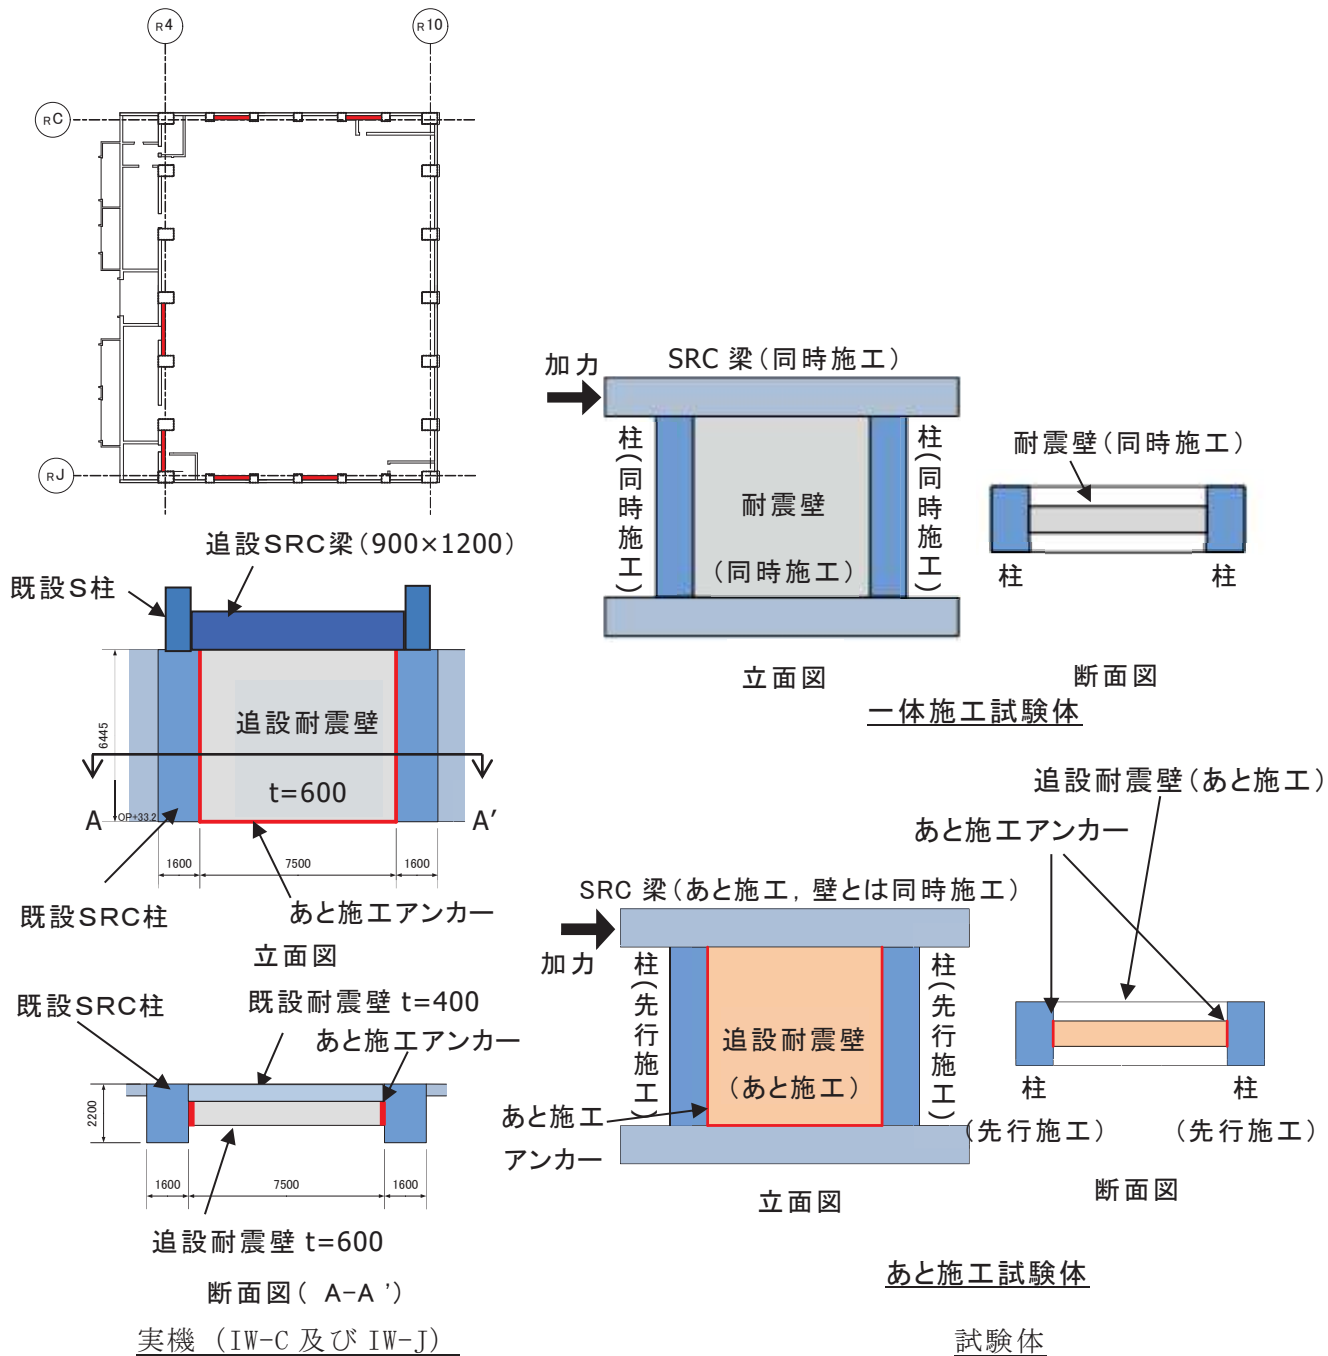 R4
R10
RC
RJ
追設SRC梁(900×1200)
既設S柱
追設耐震壁
t=600
6445
OP+33.2
A
A'
1600
7500
1600
既設SRC柱
あと施工アンカー
立面図
既設SRC柱
既設耐震壁 t=400
あと施工アンカー
2200
1600
7500
1600
追設耐震壁 t=600
断面図( A-A ')
実機 (IW-C 及び IW-J)
加力
SRC 梁(同時施工)
柱(同時施工)
耐震壁
(同時施工)
柱(同時施工)
立面図
耐震壁(同時施工)
柱
柱
断面図
一体施工試験体
追設耐震壁(あと施工)
あと施工アンカー
SRC 梁(あと施工, 壁とは同時施工)
加力
柱(先行施工)
追設耐震壁
(あと施工)
柱(先行施工)
あと施工
アンカー
立面図
柱
(先行施工)
柱
(先行施工)
断面図
あと施工試験体
試験体